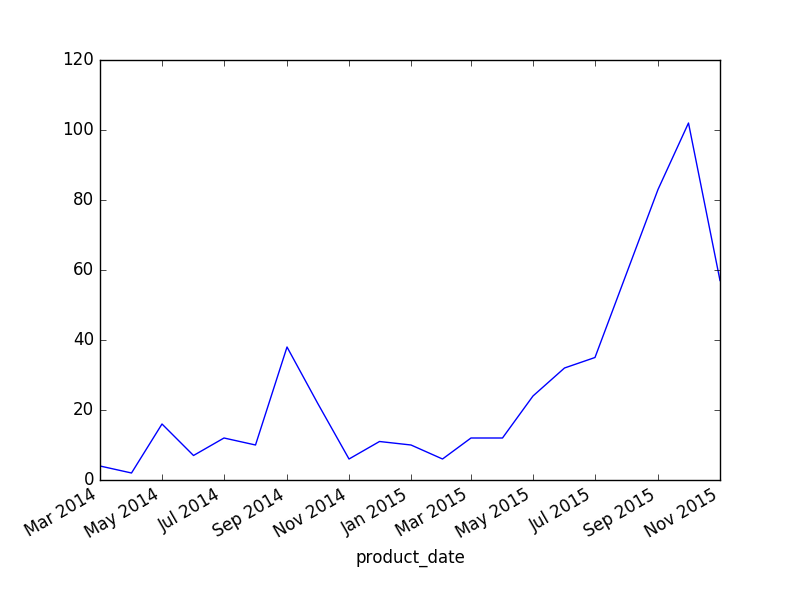 120
100
80
60
40
20
0
Mar 2014
May 2014
Jul 2014
Sep 2014
Nov 2014
Jan 2015
Mar 2015
May 2015
Jul 2015
Sep 2015
Nov 2015
product_date